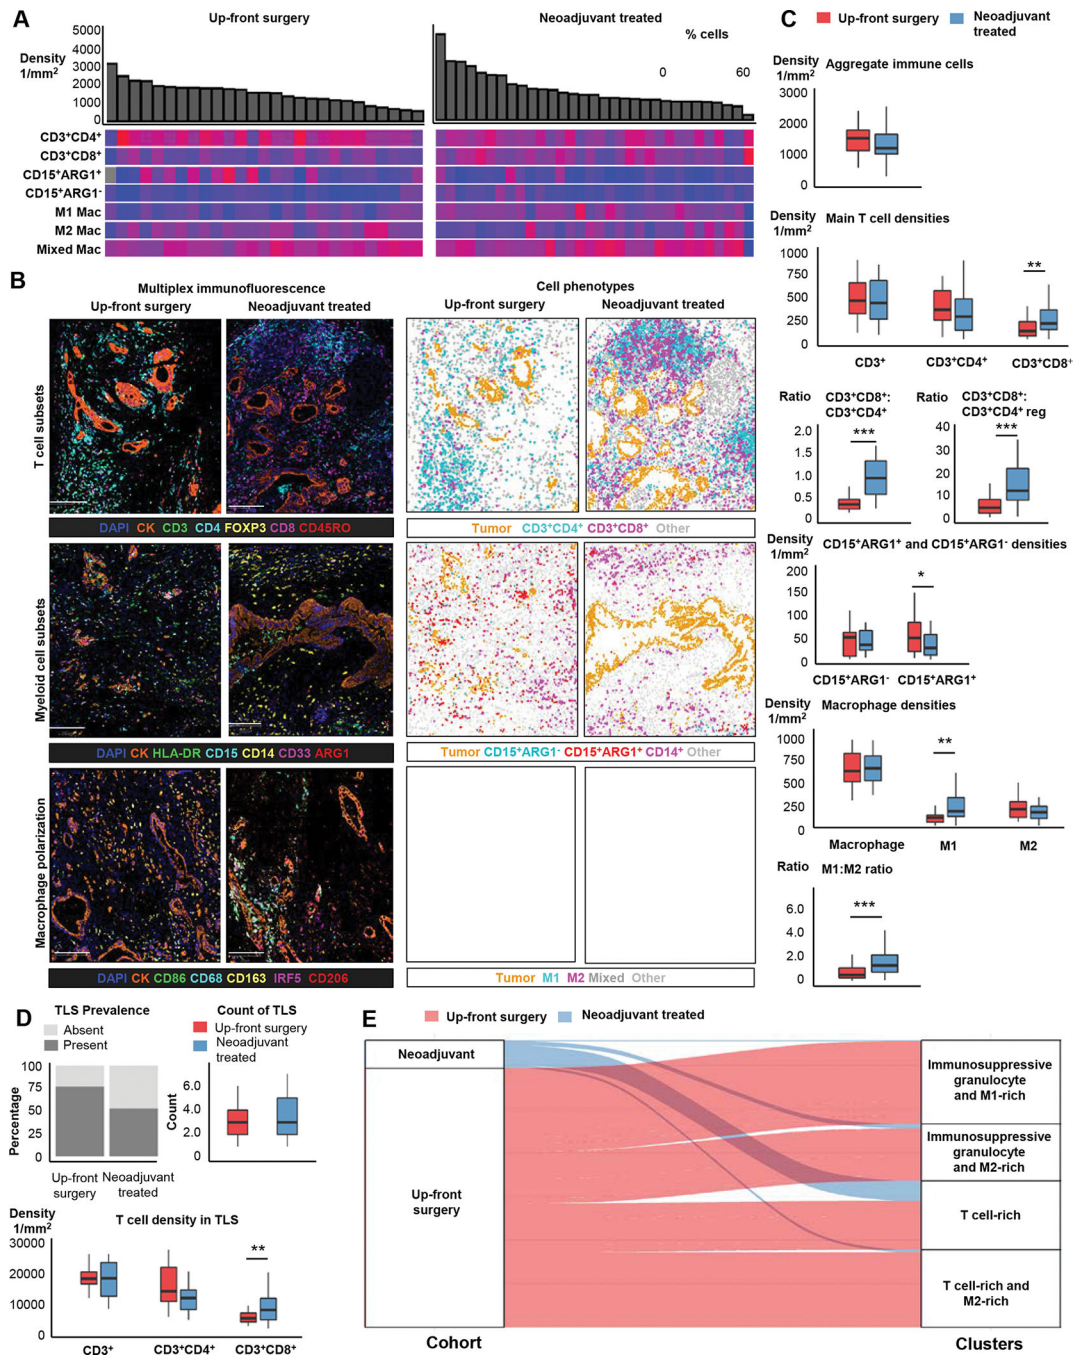 A
Up-front surgery
Neoadjuvant treated
% cells
0 60
Density
1/mm²
5000
4000
3000
2000
1000
0
CD3⁺CD4⁺
CD3⁺CD8⁺
CD15⁺ARG1⁺
CD15⁺ARG1⁻
M1 Mac
M2 Mac
Mixed Mac
B
Multiplex immunofluorescence
Cell phenotypes
Up-front surgery Neoadjuvant treated
Up-front surgery Neoadjuvant treated
T cell subsets
DAPI CK CD3 CD4 FOXP3 CD8 CD45RO
Tumor CD3⁺CD4⁺ CD3⁺CD8⁺ Other
Myeloid cell subsets
DAPI CK HLA-DR CD15 CD14 CD33 ARG1
Tumor CD15⁺ARG1⁻ CD15⁺ARG1⁺ CD14⁺ Other
Macrophage polarization
DAPI CK CD86 CD68 CD163 IRF5 CD206
Tumor M1 M2 Mixed Other
C
Up-front surgery
Neoadjuvant
treated
Density
1/mm²
Aggregate immune cells
3000
2000
1000
0
Density
1/mm²
Main T cell densities
1000
750
500
250
0
**
CD3⁺ CD3⁺CD4⁺ CD3⁺CD8⁺
Ratio
CD3⁺CD8⁺:
CD3⁺CD4⁺
2.0
1.5
1.0
0.5
0
***
Ratio
CD3⁺CD8⁺:
CD3⁺CD4⁺ reg
40
30
20
10
0
***
CD15⁺ARG1⁺ and CD15⁺ARG1⁻ densities
Density
1/mm²
200
150
100
50
0
*
CD15⁺ARG1⁻ CD15⁺ARG1⁺
Macrophage densities
Density
1/mm²
1000
750
500
250
0
**
Macrophage M1 M2
Ratio M1:M2 ratio
6.0
4.0
2.0
0
***
D
TLS Prevalence
Absent
Present
Percentage
100
75
50
25
0
Up-front
surgery
Neoadjuvant
treated
Count of TLS
Up-front surgery
Neoadjuvant
treated
Count
6.0
4.0
2.0
0
Density
1/mm²
T cell density in TLS
30000
20000
10000
0
**
CD3⁺ CD3⁺CD4⁺ CD3⁺CD8⁺
E
Up-front surgery Neoadjuvant treated
Neoadjuvant
Up-front
surgery
Immunosuppressive
granulocyte
and M1-rich
Immunosuppressive
granulocyte
and M2-rich
T cell-rich
T cell-rich and
M2-rich
Cohort
Clusters